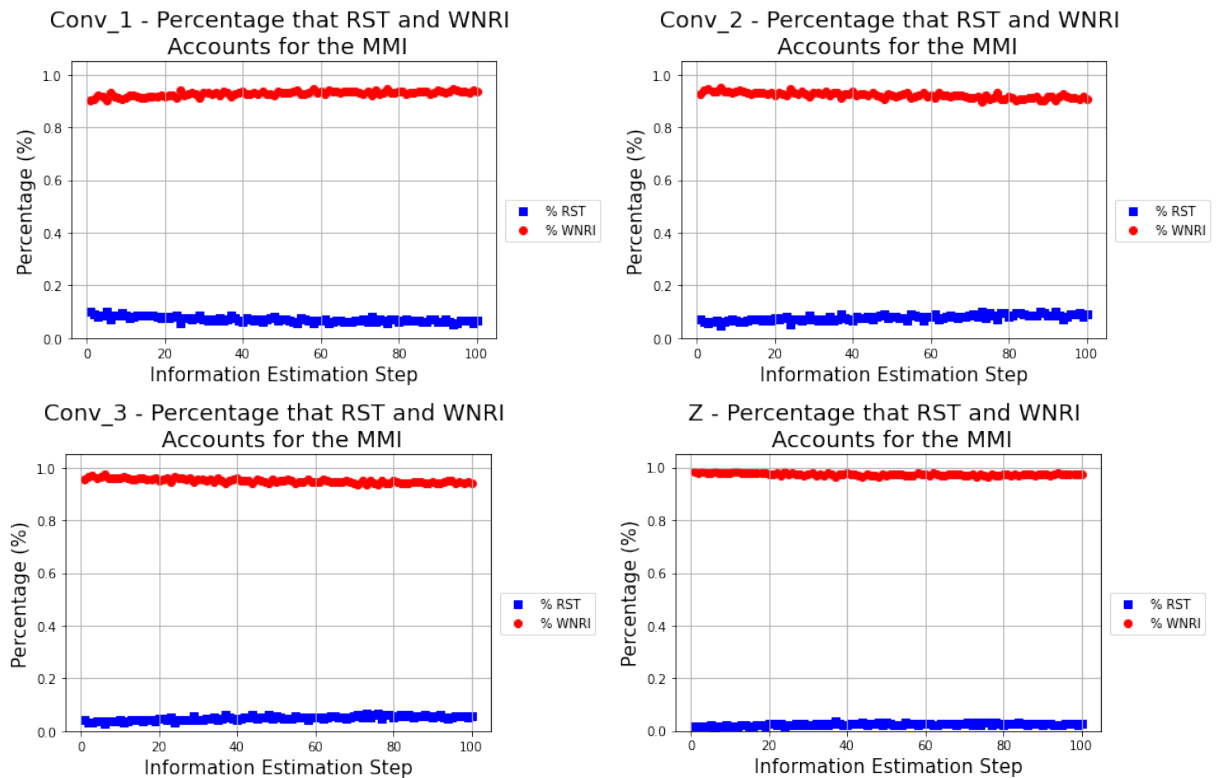 Conv_1 - Percentage that RST and WNRI
Accounts for the MMI
Percentage (%)
1.0
0.8
0.6
0.4
0.2
0.0
0
20
40
60
80
100
Information Estimation Step
% RST
% WNRI
Conv_2 - Percentage that RST and WNRI
Accounts for the MMI
Percentage (%)
1.0
0.8
0.6
0.4
0.2
0.0
0
20
40
60
80
100
Information Estimation Step
% RST
% WNRI
Conv_3 - Percentage that RST and WNRI
Accounts for the MMI
Percentage (%)
1.0
0.8
0.6
0.4
0.2
0.0
0
20
40
60
80
100
Information Estimation Step
% RST
% WNRI
Z - Percentage that RST and WNRI
Accounts for the MMI
Percentage (%)
1.0
0.8
0.6
0.4
0.2
0.0
0
20
40
60
80
100
Information Estimation Step
% RST
% WNRI